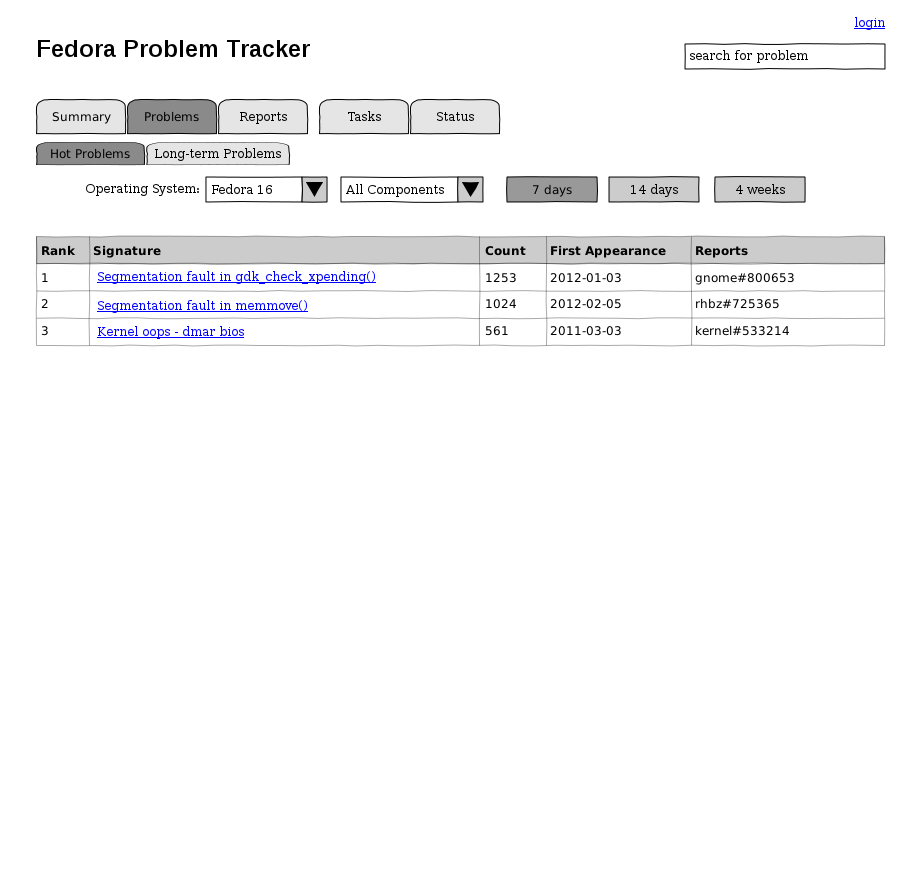 login
Fedora Problem Tracker
search for problem
Summary Problems Reports Tasks Status
Hot Problems Long-term Problems
Operating System: Fedora 16 All Components 7 days 14 days 4 weeks
Rank Signature Count First Appearance Reports
1 Segmentation fault in gdk_check_xpending() 1253 2012-01-03 gnome#800653
2 Segmentation fault in memmove() 1024 2012-02-05 rhbz#725365
3 Kernel oops - dmar bios 561 2011-03-03 kernel#533214